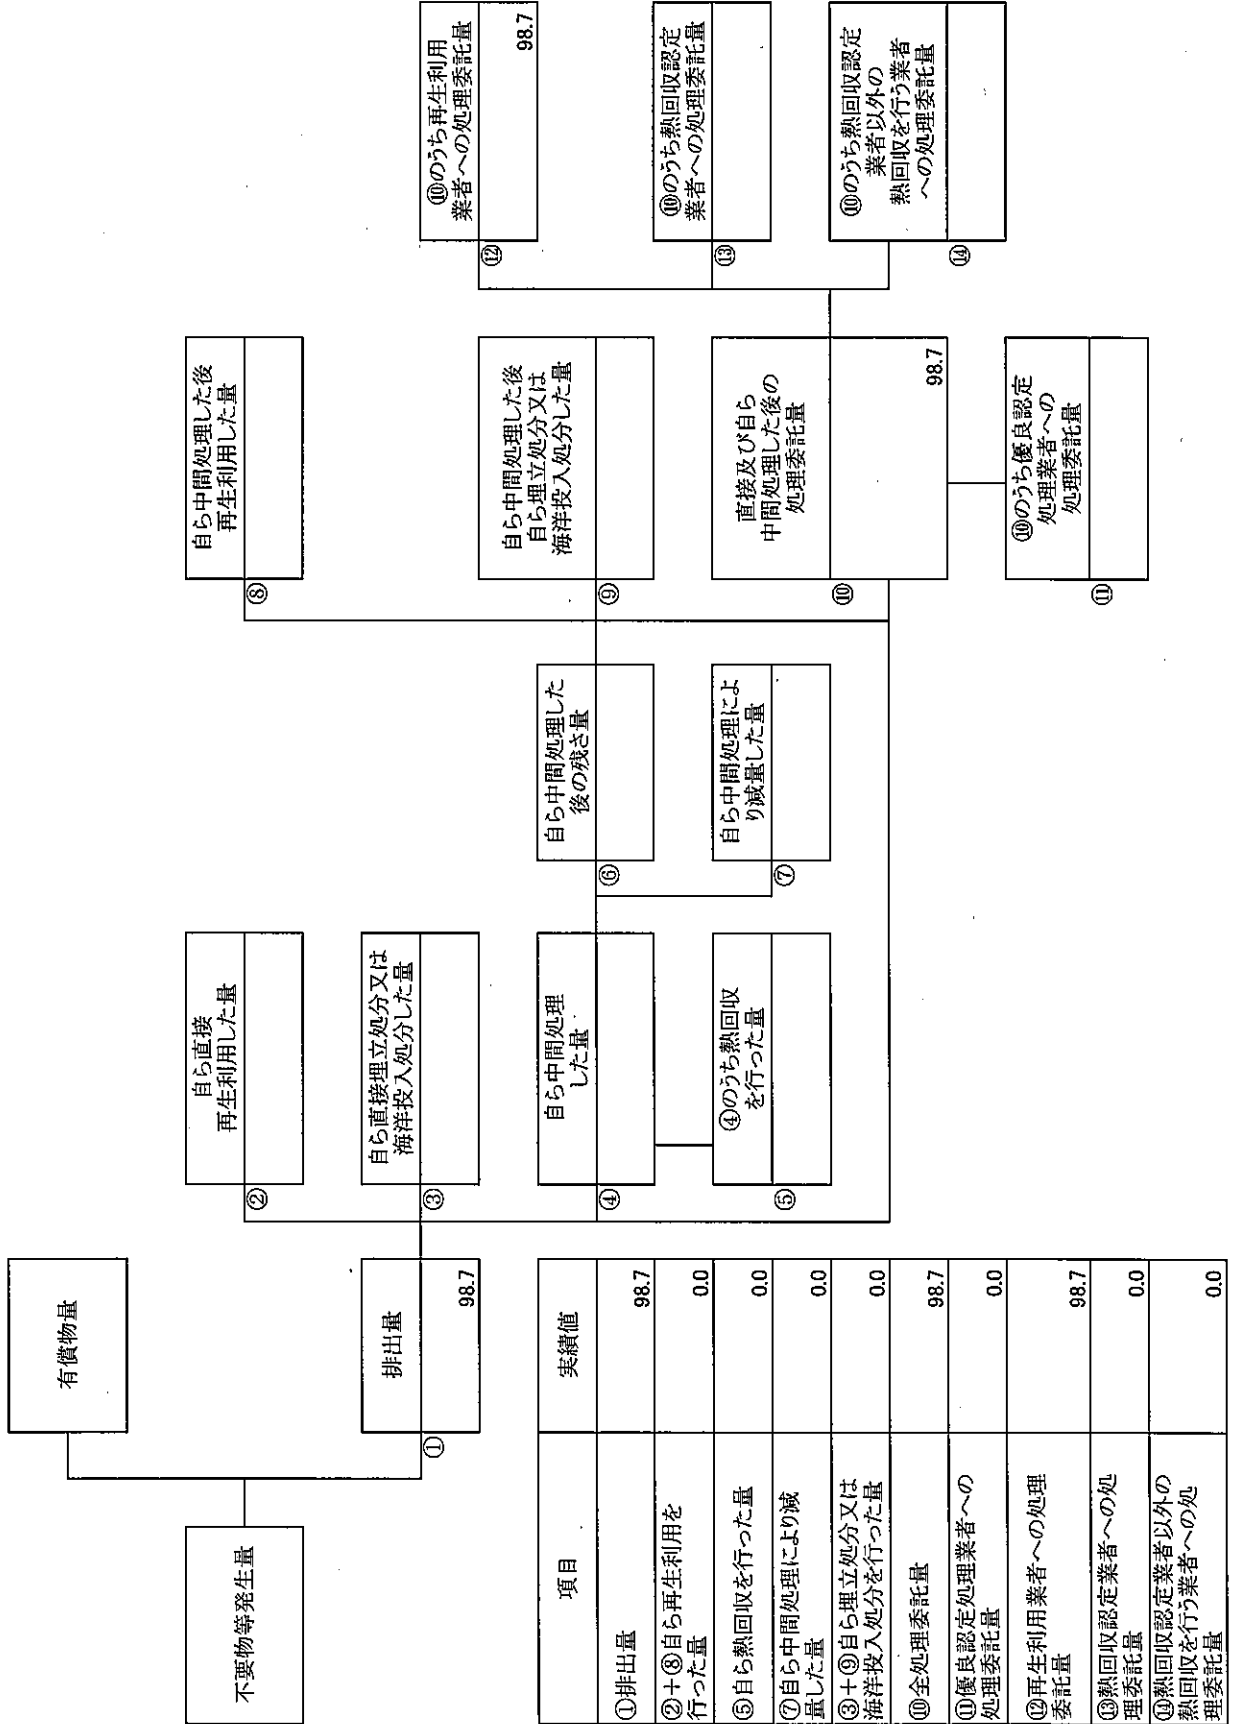 不要物等発生量
有償物量
排出量
①
98.7
自ら直接
再生利用した量
②
自ら直接埋立処分又は
海洋投入処分した量
③
自ら中間処理
した量
④
④のうち熱回収
を行った量
⑤
自ら中間処理した
後の残さ量
⑥
自ら中間処理によ
り減量した量
⑦
自ら中間処理した後
再生利用した量
⑧
自ら中間処理した後
自ら埋立処分又は
海洋投入処分した量
⑨
直接及び自ら
中間処理した後の
処理委託量
⑩
98.7
⑩のうち優良認定
処理業者への
処理委託量
⑪
⑩のうち再生利用
業者への処理委託量
⑫
98.7
⑩のうち熱回収認定
業者への処理委託量
⑬
⑩のうち熱回収認定
業者以外の
熱回収を行う業者
への処理委託量
⑭
項目 実績値
①排出量 98.7
②+⑧自ら再生利用を
行った量 0.0
⑤自ら熱回収を行った量 0.0
⑦自ら中間処理により減
量した量 0.0
③+⑨自ら埋立処分又は
海洋投入処分を行った量 0.0
⑩全処理委託量 98.7
⑪優良認定処理業者への
処理委託量 0.0
⑫再生利用業者への処理
委託量 98.7
⑬熱回収認定業者への処
理委託量 0.0
⑭熱回収認定業者以外の
熱回収を行う業者への処
理委託量 0.0